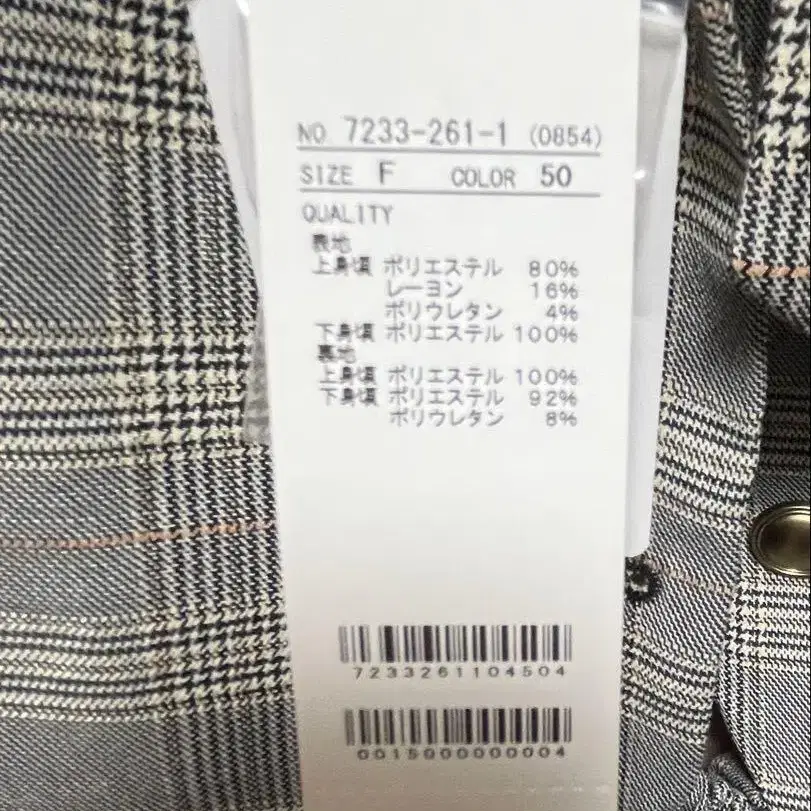 NO. 7233-261-1 (0854)
SIZE F COLOR 50
QUALITY
表地
上身頃 ポリエステル 80%
レーヨン 16%
ポリウレタン 4%
下身頃 ポリエステル 100%
裏地
上身頃 ポリエステル 100%
下身頃 ポリエステル 92%
ポリウレタン 8%
7233261104504
0015000000004